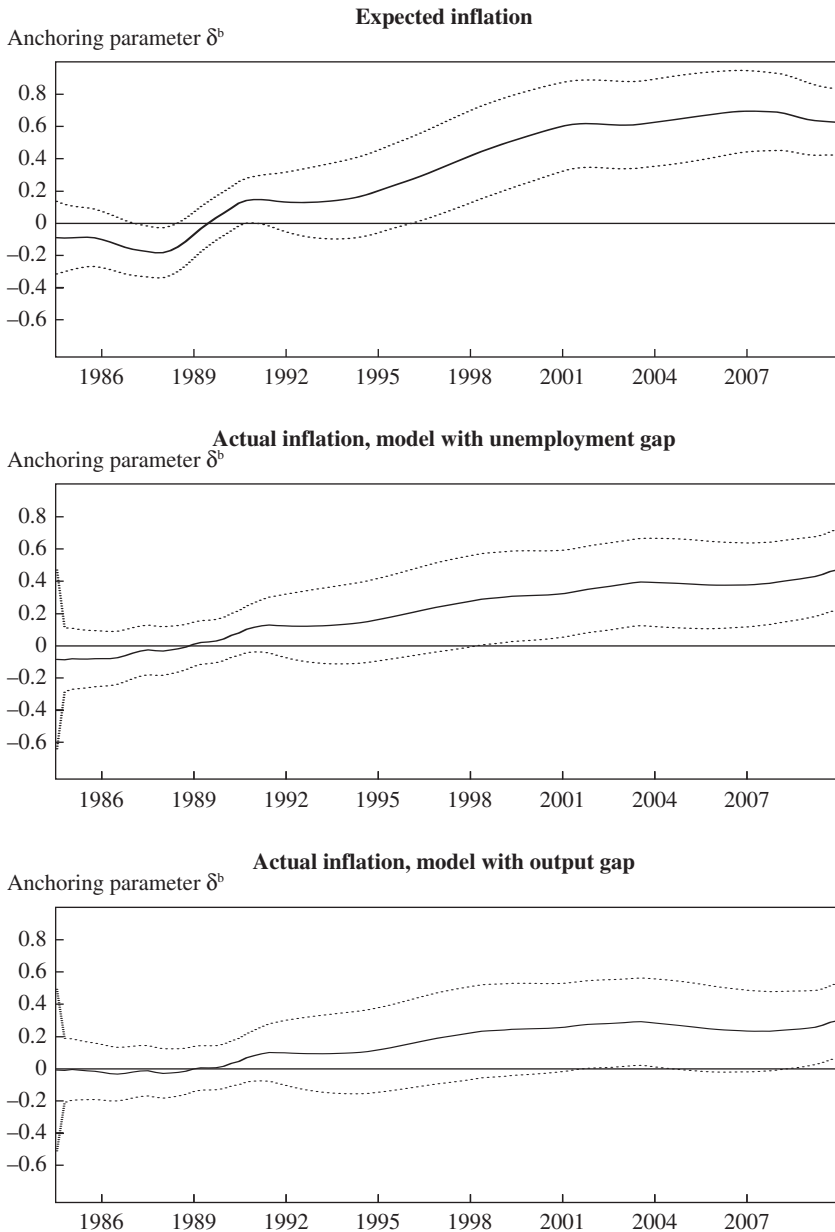 Expected inflation
Anchoring parameter δᵇ
0.8
0.6
0.4
0.2
0
–0.2
–0.4
–0.6
1986 1989 1992 1995 1998 2001 2004 2007
Actual inflation, model with unemployment gap
Anchoring parameter δᵇ
0.8
0.6
0.4
0.2
0
–0.2
–0.4
–0.6
1986 1989 1992 1995 1998 2001 2004 2007
Actual inflation, model with output gap
Anchoring parameter δᵇ
0.8
0.6
0.4
0.2
0
–0.2
–0.4
–0.6
1986 1989 1992 1995 1998 2001 2004 2007